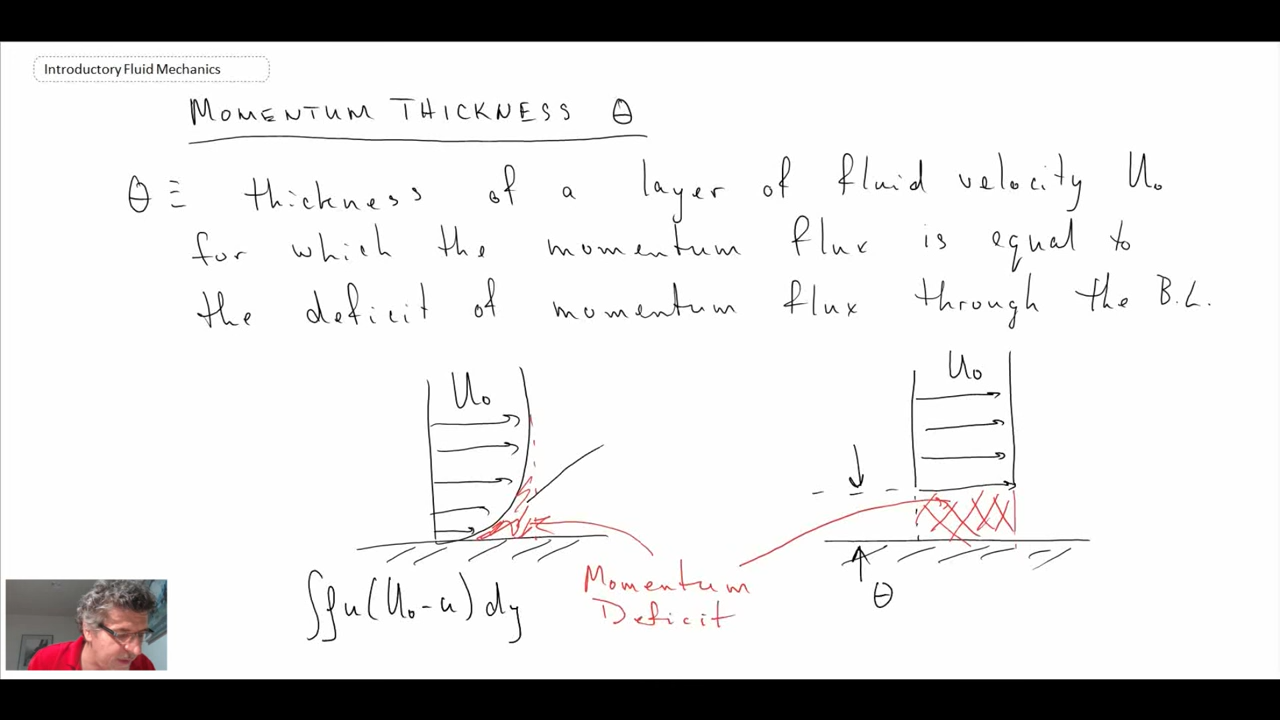 Introductory Fluid Mechanics
MOMENTUM THICKNESS θ
θ ≡ thickness of a layer of fluid velocity U₀
for which the momentum flux is equal to
the deficit of momentum flux through the B.L.
U₀
U₀
∫ρu(U₀-u)dy
Momentum
Deficit
θ